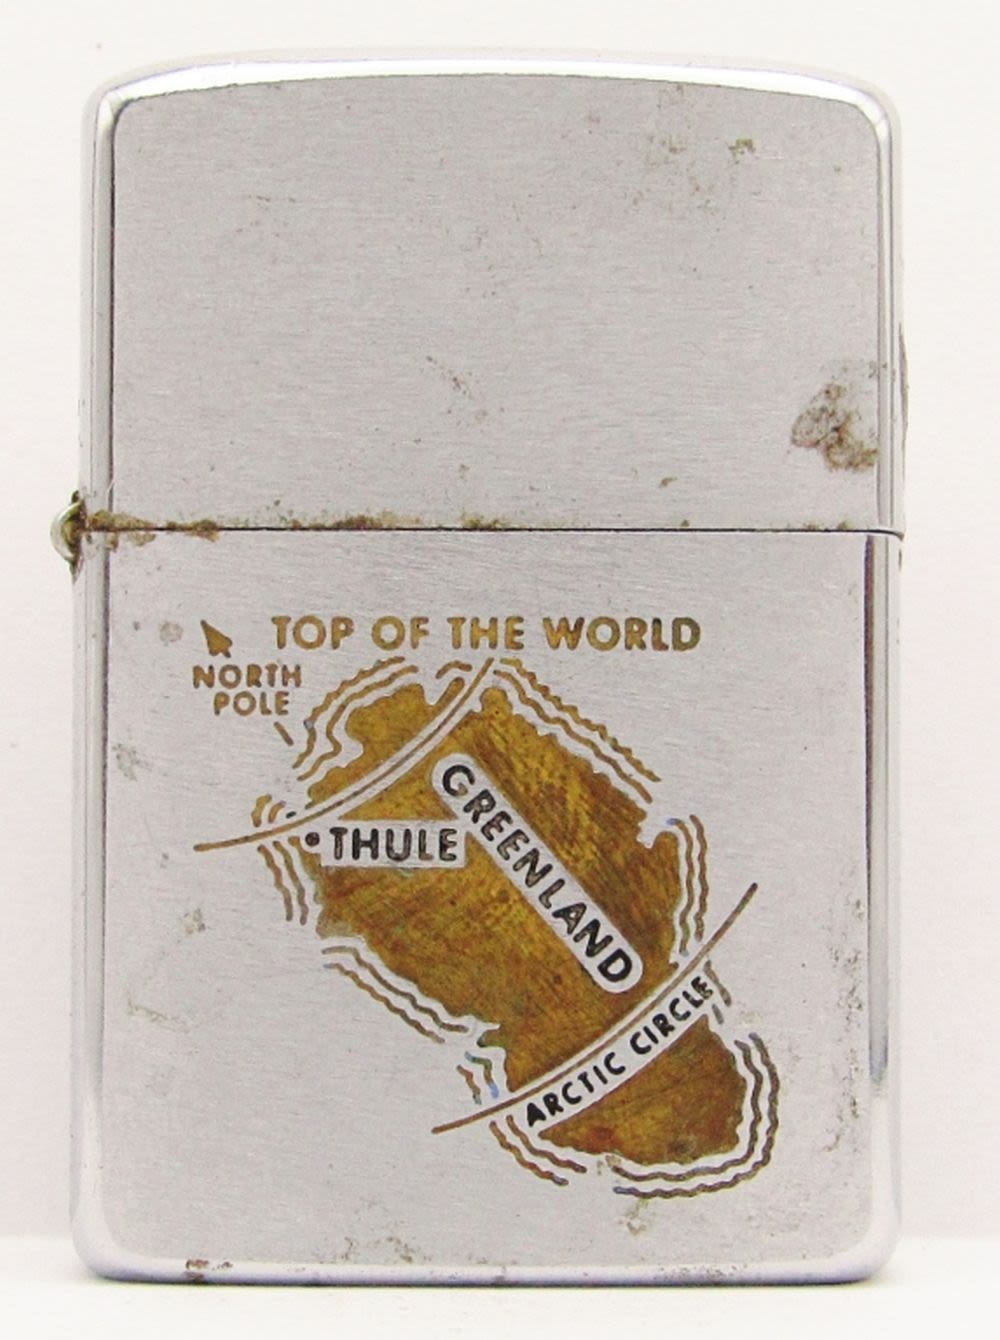 TOP OF THE WORLD
NORTH
POLE
GREENLAND
THULE
ARCTIC CIRCLE